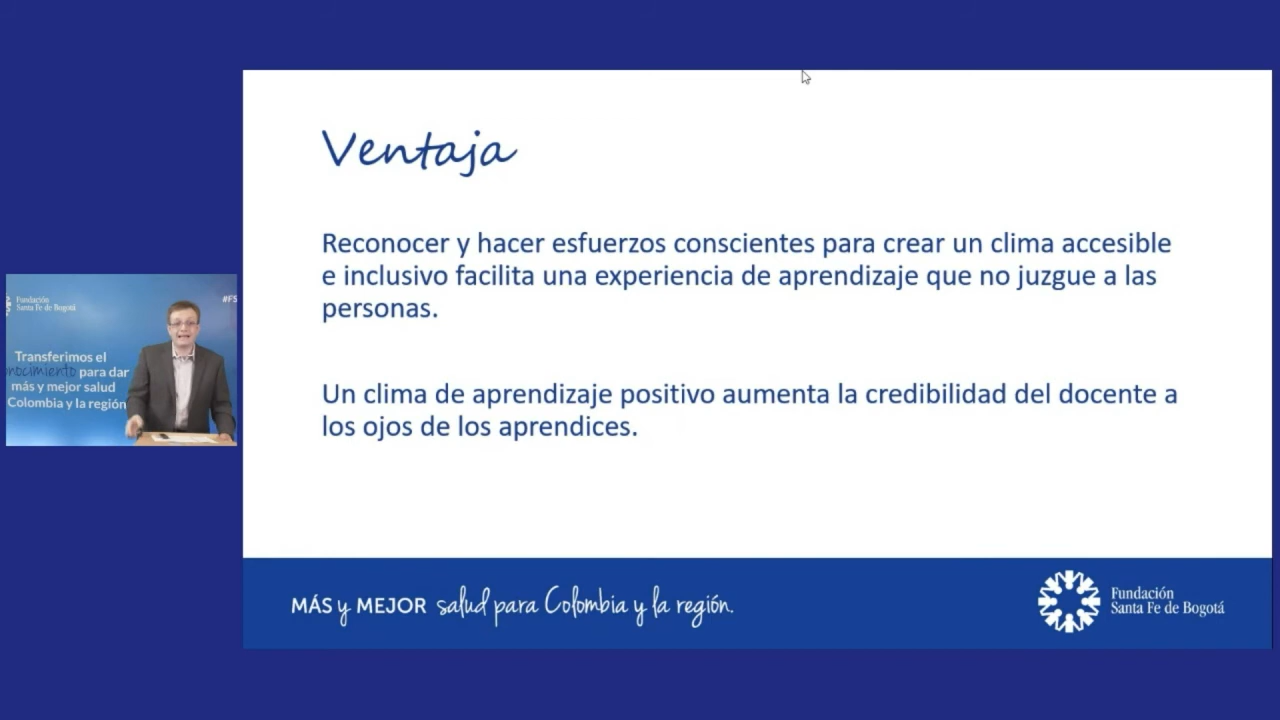 Ventaja
Reconocer y hacer esfuerzos conscientes para crear un clima accesible
e inclusivo facilita una experiencia de aprendizaje que no juzgue a las
personas.
Un clima de aprendizaje positivo aumenta la credibilidad del docente a
los ojos de los aprendices.
MÁS y MEJOR salud para Colombia y la región.
Fundación
Santa Fe de Bogotá
Fundación
Santa Fe de Bogotá
#FS
Transferimos el
nocimiento para dar
más y mejor salud
Colombia y la región